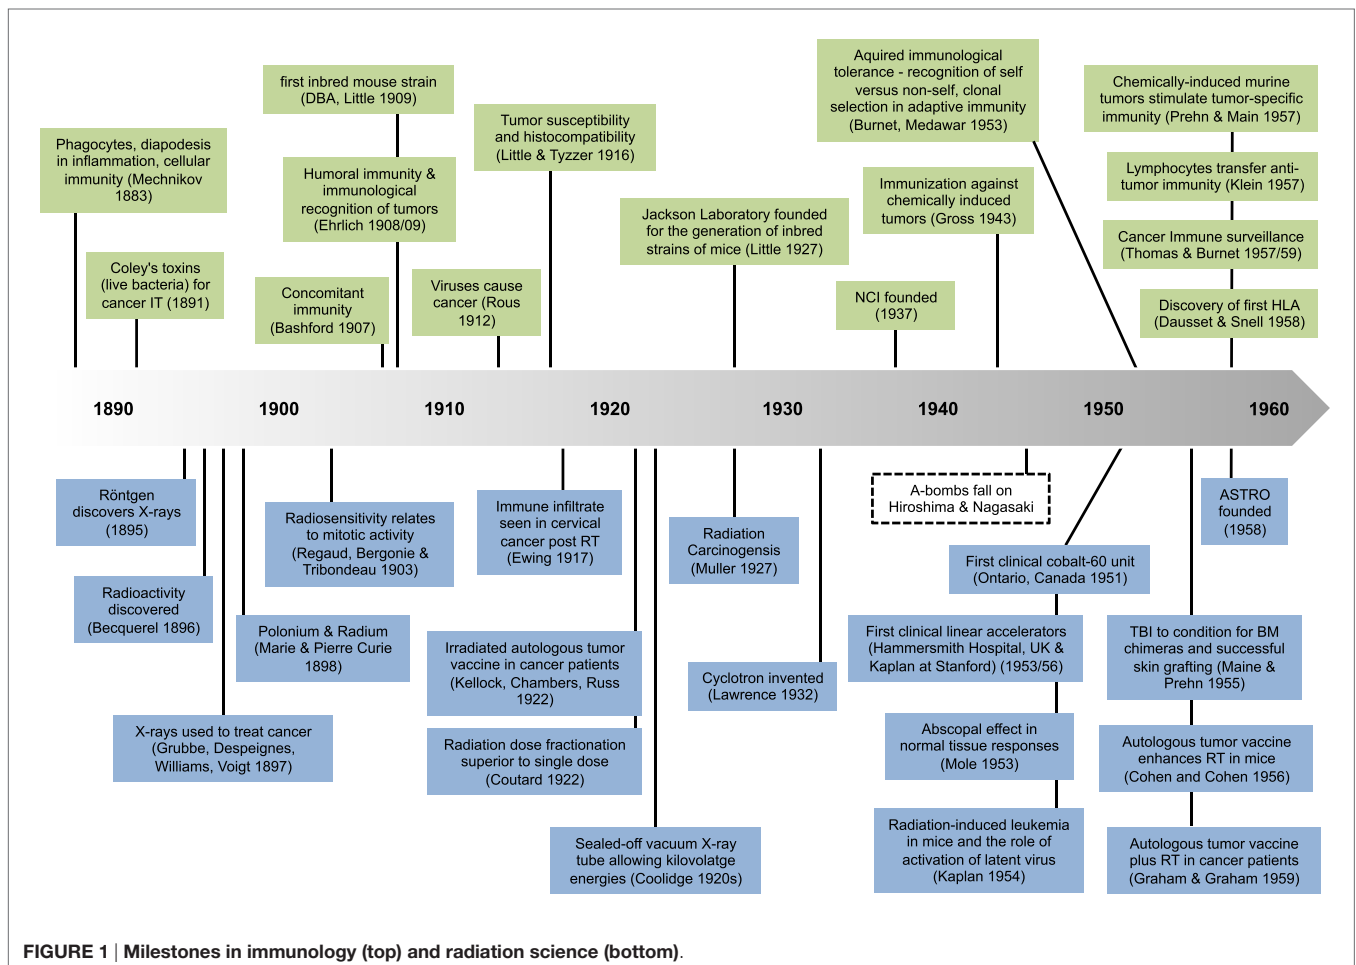 Phagocytes, diapodesis
in inflammation, cellular
immunity (Mechnikov
1883)
Coley's toxins
(live bacteria) for
cancer IT (1891)
first inbred mouse strain
(DBA, Little 1909)
Humoral immunity &
immunological
recognition of tumors
(Ehrlich 1908/09)
Concomitant
immunity
(Bashford 1907)
Viruses cause
cancer (Rous
1912)
Tumor susceptibility
and histocompatibility
(Little & Tyzzer 1916)
Jackson Laboratory founded
for the generation of inbred
strains of mice (Little 1927)
Aquired immunological
tolerance - recognition of self
versus non-self, clonal
selection in adaptive immunity
(Burnet, Medawar 1953)
Immunization against
chemically induced
tumors (Gross 1943)
NCI founded
(1937)
Chemically-induced murine
tumors stimulate tumor-specific
immunity (Prehn & Main 1957)
Lymphocytes transfer anti-
tumor immunity (Klein 1957)
Cancer Immune surveillance
(Thomas & Burnet 1957/59)
Discovery of first HLA
(Dausset & Snell 1958)
1890 1900 1910 1920 1930 1940 1950 1960
Röntgen
discovers X-rays
(1895)
Radioactivity
discovered
(Becquerel 1896)
X-rays used to treat cancer
(Grubbe, Despeignes,
Williams, Voigt 1897)
Radiosensitivity relates
to mitotic activity
(Regaud, Bergonie &
Tribondeau 1903)
Polonium & Radium
(Marie & Pierre Curie
1898)
Immune infiltrate
seen in cervical
cancer post RT
(Ewing 1917)
Irradiated autologous tumor
vaccine in cancer patients
(Kellock, Chambers, Russ
1922)
Radiation dose fractionation
superior to single dose
(Coutard 1922)
Sealed-off vacuum X-ray
tube allowing kilovolatge
energies (Coolidge 1920s)
Radiation
Carcinogensis
(Muller 1927)
Cyclotron invented
(Lawrence 1932)
A-bombs fall on
Hiroshima & Nagasaki
First clinical cobalt-60 unit
(Ontario, Canada 1951)
First clinical linear accelerators
(Hammersmith Hospital, UK &
Kaplan at Stanford) (1953/56)
Abscopal effect in
normal tissue responses
(Mole 1953)
Radiation-induced leukemia
in mice and the role of
activation of latent virus
(Kaplan 1954)
ASTRO
founded
(1958)
TBI to condition for BM
chimeras and successful
skin grafting (Maine &
Prehn 1955)
Autologous tumor vaccine
enhances RT in mice
(Cohen and Cohen 1956)
Autologous tumor vaccine
plus RT in cancer patients
(Graham & Graham 1959)
FIGURE 1 | Milestones in immunology (top) and radiation science (bottom).